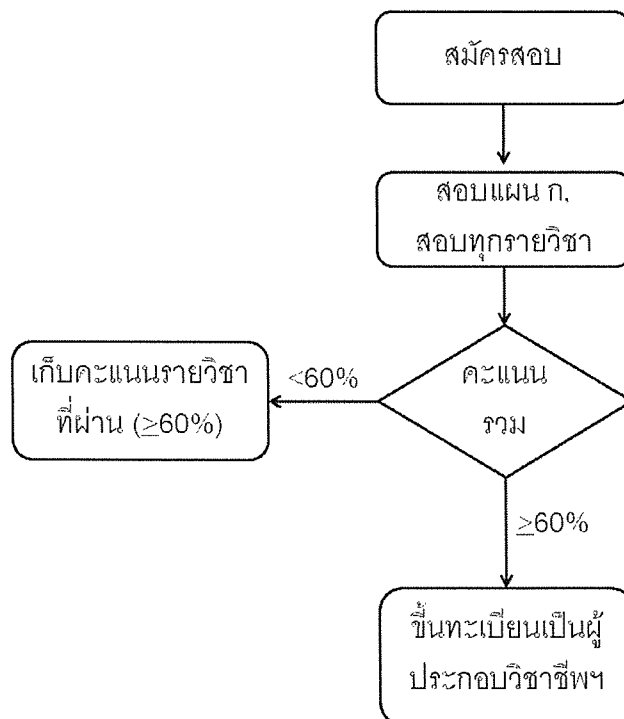 สมัครสอบ
สอบแผน ก.
สอบทุกรายวิชา
คะแนน
รวม
<60%
เก็บคะแนนรายวิชา
ที่ผ่าน (≥60%)
≥60%
ขึ้นทะเบียนเป็นผู้
ประกอบวิชาชีพฯ